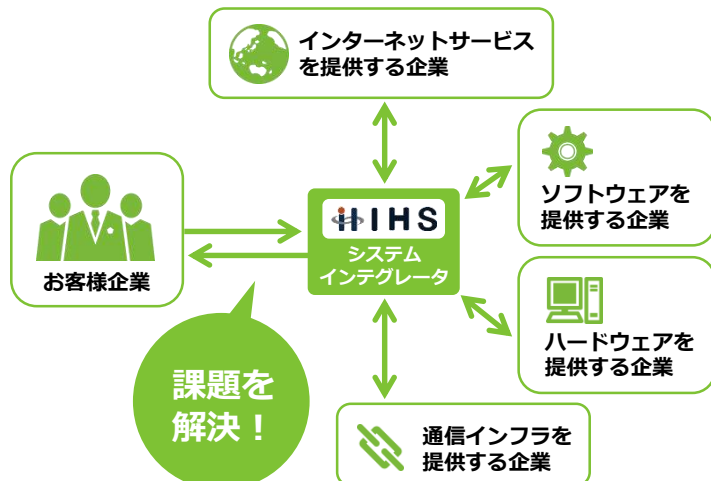 インターネットサービス
を提供する企業
ソフトウェアを
提供する企業
IHS
システム
インテグレータ
お客様企業
ハードウェアを
提供する企業
課題を
解決！
通信インフラを
提供する企業